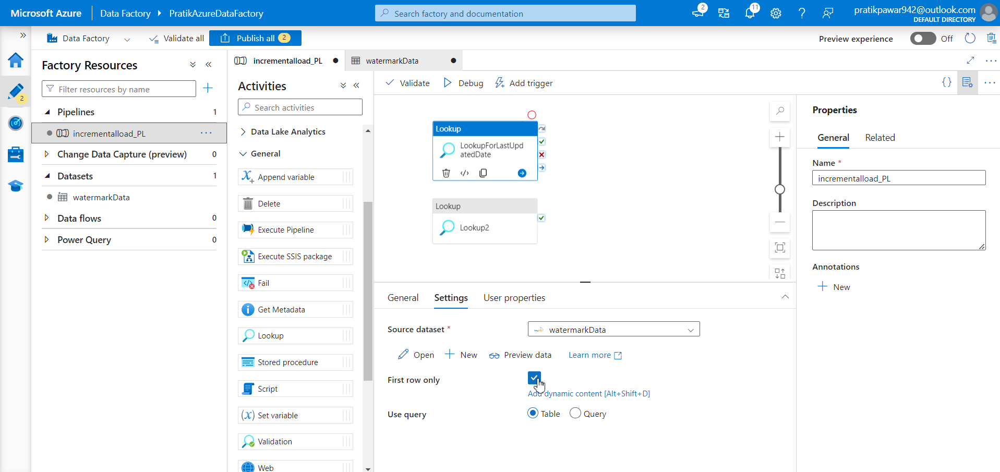 Microsoft Azure
Data Factory
PratikAzureDataFactory
Search factory and documentation
2
11
pratikpawar942@outlook.com
DEFAULT DIRECTORY
Data Factory
Validate all
Publish all
2
Preview experience
Off
2
Factory Resources
Filter resources by name
Pipelines
1
incrementalload_PL
Change Data Capture (preview)
0
Datasets
1
watermarkData
Data flows
0
Power Query
0
incrementalload_PL
watermarkData
Activities
Search activities
Data Lake Analytics
General
Append variable
Delete
Execute Pipeline
Execute SSIS package
Fail
Get Metadata
Lookup
Stored procedure
Script
Set variable
Validation
Web
Validate
Debug
Add trigger
Lookup
LookupForLastUpd
atedDate
Lookup
Lookup2
General
Settings
User properties
Source dataset *
watermarkData
Open
New
Preview data
Learn more
First row only
Add dynamic content [Alt+Shift+D]
Use query
Table
Query
Properties
General
Related
Name *
incrementalload_PL
Description
Annotations
New